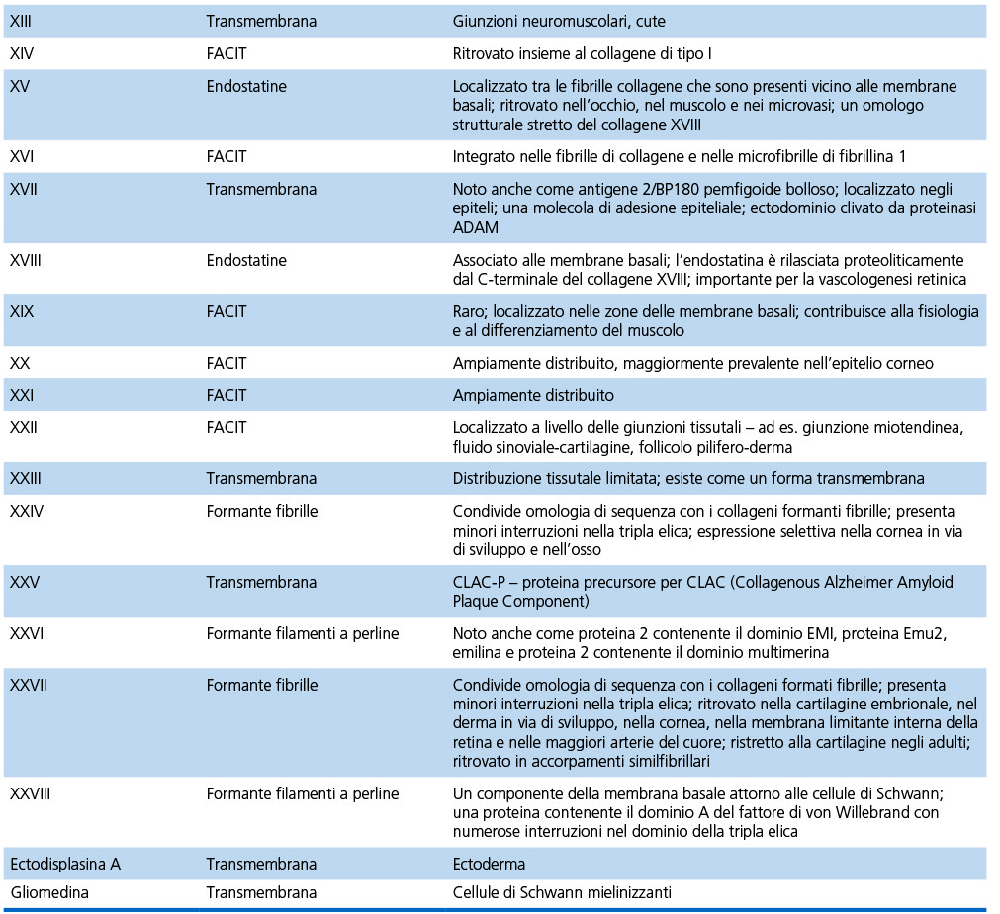 XIII Transmembrana Giunzioni neuromuscolari, cute
XIV FACIT Ritrovato insieme al collagene di tipo I
XV Endostatine Localizzato tra le fibrille collagene che sono presenti vicino alle membrane
basali; ritrovato nell'occhio, nel muscolo e nei microvasi; un omologo
strutturale stretto del collagene XVIII
XVI FACIT Integrato nelle fibrille di collagene e nelle microfibrille di fibrillina 1
XVII Transmembrana Noto anche come antigene 2/BP180 pemfigoide bolloso; localizzato negli
epiteli; una molecola di adesione epiteliale; ectodominio clivato da proteinasi
ADAM
XVIII Endostatine Associato alle membrane basali; l'endostatina è rilasciata proteoliticamente
dal C-terminale del collagene XVIII; importante per la vascologenesi retinica
XIX FACIT Raro; localizzato nelle zone delle membrane basali; contribuisce alla fisiologia
e al differenziamento del muscolo
XX FACIT Ampiamente distribuito, maggiormente prevalente nell'epitelio corneo
XXI FACIT Ampiamente distribuito
XXII FACIT Localizzato a livello delle giunzioni tissutali – ad es. giunzione miotendinea,
fluido sinoviale-cartilagine, follicolo pilifero-derma
XXIII Transmembrana Distribuzione tissutale limitata; esiste come un forma transmembrana
XXIV Formante fibrille Condivide omologia di sequenza con i collageni formanti fibrille; presenta
minori interruzioni nella tripla elica; espressione selettiva nella cornea in via
di sviluppo e nell'osso
XXV Transmembrana CLAC-P – proteina precursore per CLAC (Collagenous Alzheimer Amyloid
Plaque Component)
XXVI Formante filamenti a perline Noto anche come proteina 2 contenente il dominio EMI, proteina Emu2,
emilina e proteina 2 contenente il dominio multimerina
XXVII Formante fibrille Condivide omologia di sequenza con i collageni formati fibrille; presenta
minori interruzioni nella tripla elica; ritrovato nella cartilagine embrionale, nel
derma in via di sviluppo, nella cornea, nella membrana limitante interna della
retina e nelle maggiori arterie del cuore; ristretto alla cartilagine negli adulti;
ritrovato in accorpamenti similfibrillari
XXVIII Formante filamenti a perline Un componente della membrana basale attorno alle cellule di Schwann;
una proteina contenente il dominio A del fattore di von Willebrand con
numerose interruzioni nel dominio della tripla elica
Ectodisplasina A Transmembrana Ectoderma
Gliomedina Transmembrana Cellule di Schwann mielinizzanti